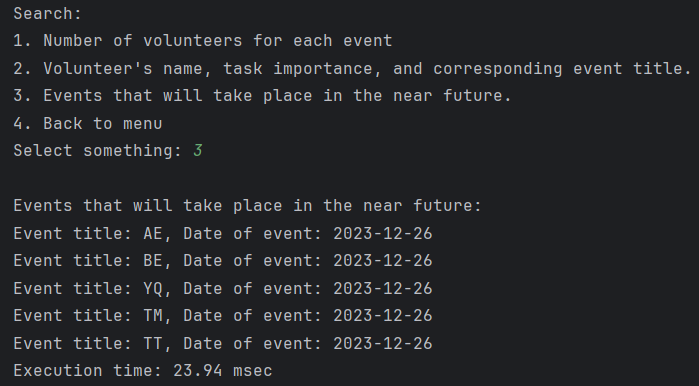 Search:
1. Number of volunteers for each event
2. Volunteer's name, task importance, and corresponding event title.
3. Events that will take place in the near future.
4. Back to menu
Select something: 3
Events that will take place in the near future:
Event title: AE, Date of event: 2023-12-26
Event title: BE, Date of event: 2023-12-26
Event title: YQ, Date of event: 2023-12-26
Event title: TM, Date of event: 2023-12-26
Event title: TT, Date of event: 2023-12-26
Execution time: 23.94 msec